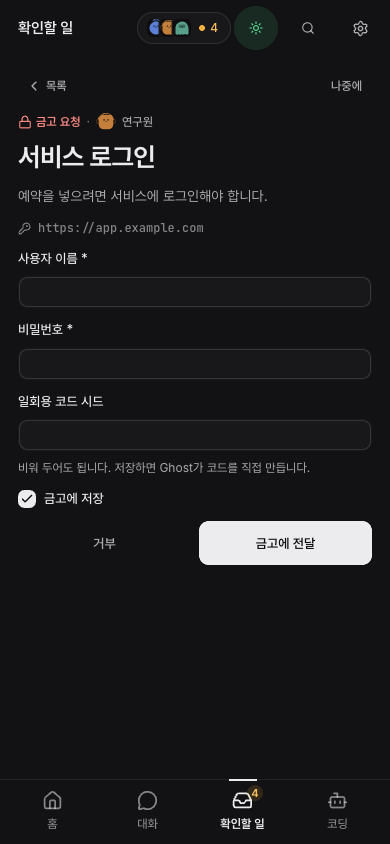 확인할 일
4
목록
나중에
금고 요청 · 연구원
서비스 로그인
예약을 넣으려면 서비스에 로그인해야 합니다.
https://app.example.com
사용자 이름 *
비밀번호 *
일회용 코드 시드
비워 두어도 됩니다. 저장하면 Ghost가 코드를 직접 만듭니다.
금고에 저장
거부
금고에 전달
4
홈
대화
확인할 일
코딩